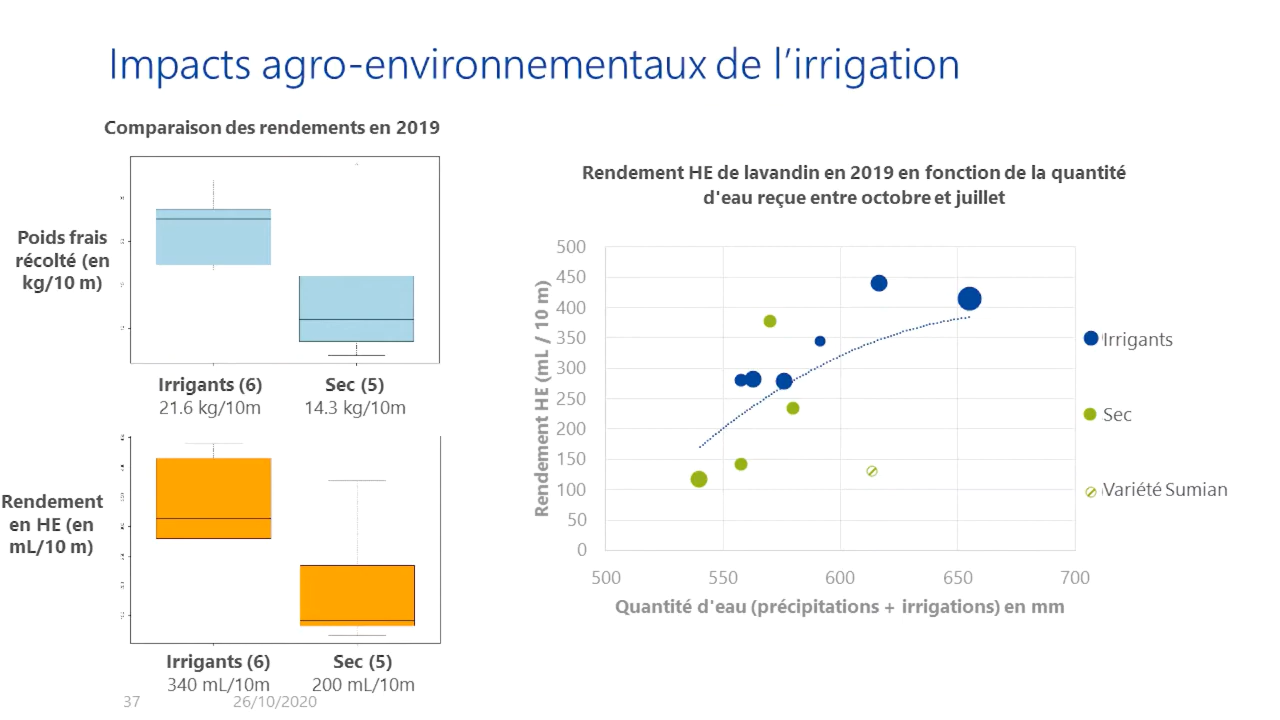 Impacts agro-environnementaux de l’irrigation
Comparaison des rendements en 2019
Poids frais
récolté (en
kg/10 m)
Irrigants (6)
21.6 kg/10m
Sec (5)
14.3 kg/10m
Rendement
en HE (en
mL/10 m)
Irrigants (6)
340 mL/10m
Sec (5)
200 mL/10m
Rendement HE de lavandin en 2019 en fonction de la quantité
d'eau reçue entre octobre et juillet
Rendement HE (mL / 10 m)
500
450
400
350
300
250
200
150
100
50
0
500 550 600 650 700
Quantité d'eau (précipitations + irrigations) en mm
Irrigants
Sec
Variété Sumian
37 26/10/2020